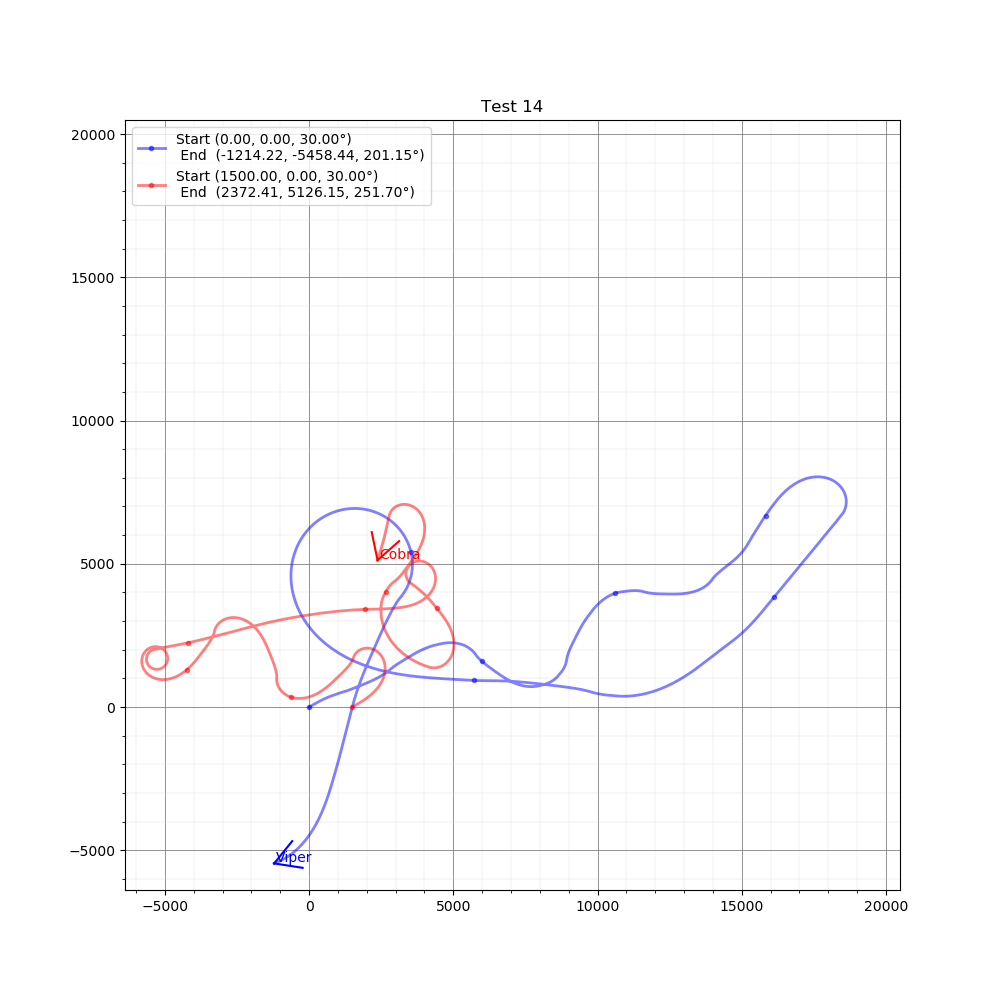 Test 14
Start (0.00, 0.00, 30.00°)
End  (-1214.22, -5458.44, 201.15°)
Start (1500.00, 0.00, 30.00°)
End  (2372.41, 5126.15, 251.70°)
20000
15000
10000
5000
0
−5000
Cobra
Viper
−5000
0
5000
10000
15000
20000